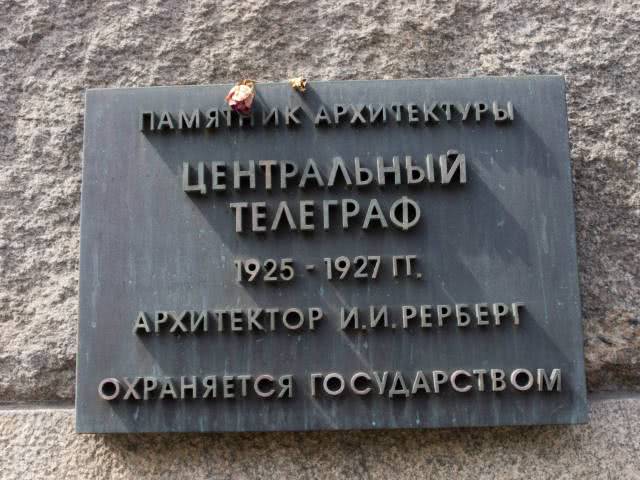 ПАМЯТНИК АРХИТЕКТУРЫ
ЦЕНТРАЛЬНЫЙ
ТЕЛЕГРАФ
1925 - 1927 ГГ.
АРХИТЕКТОР И.И.РЕРБЕРГ
ОХРАНЯЕТСЯ ГОСУДАРСТВОМ